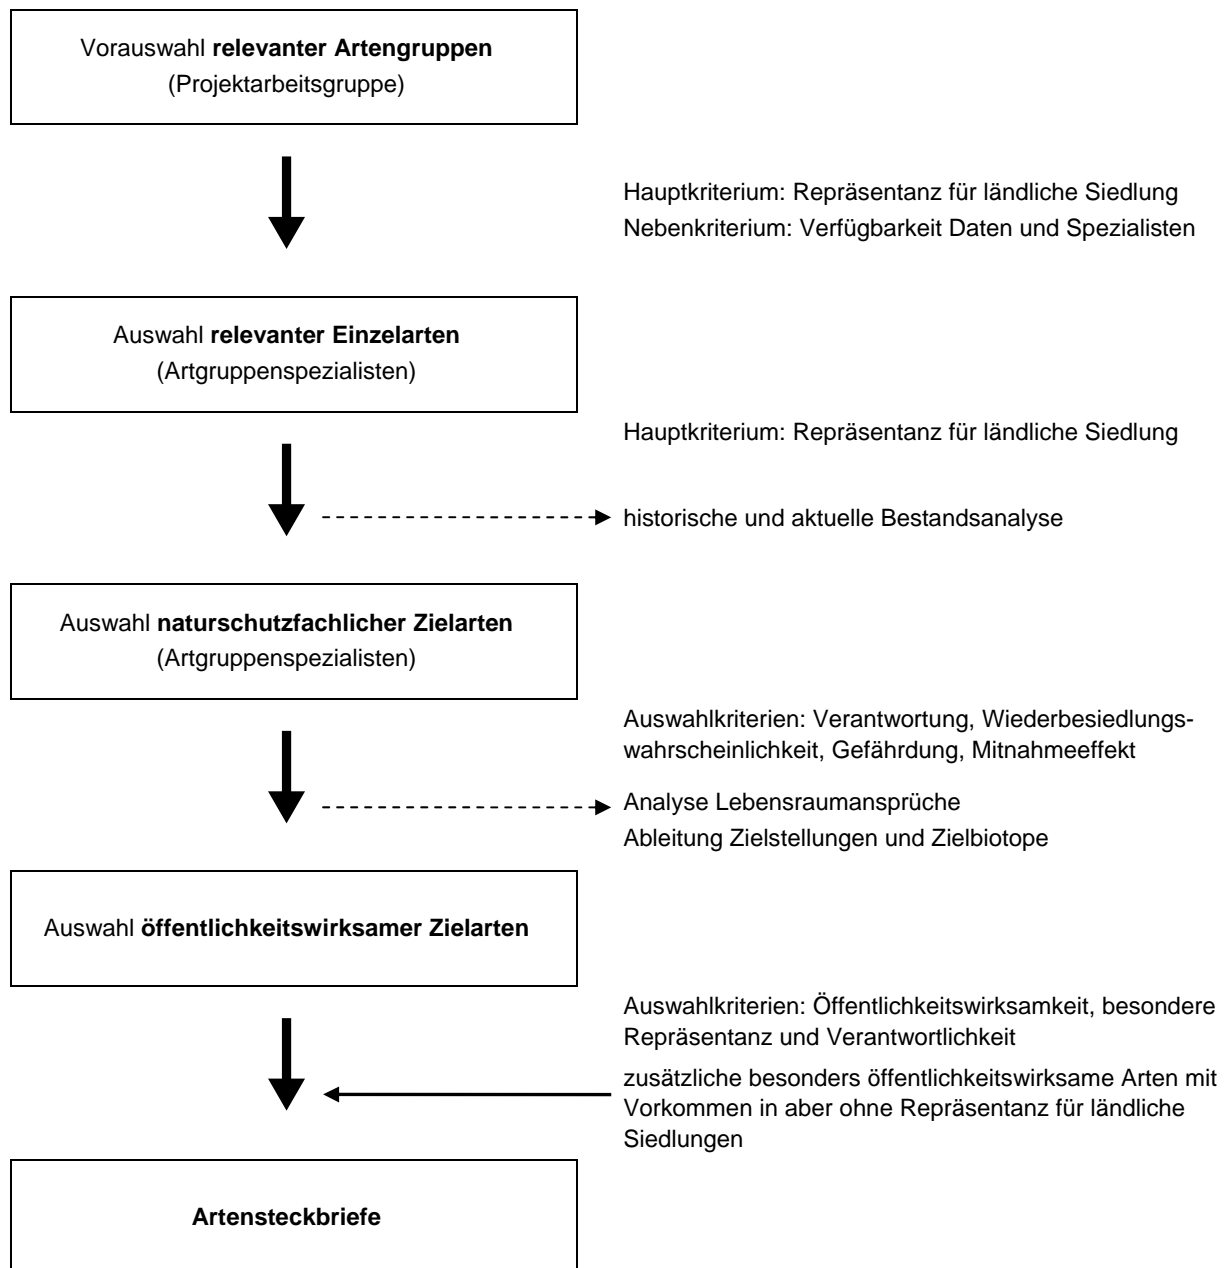 Vorauswahl relevanter Artengruppen
(Projektarbeitsgruppe)
Hauptkriterium: Repräsentanz für ländliche Siedlung
Nebenkriterium: Verfügbarkeit Daten und Spezialisten
Auswahl relevanter Einzelarten
(Artgruppenspezialisten)
Hauptkriterium: Repräsentanz für ländliche Siedlung
historische und aktuelle Bestandsanalyse
Auswahl naturschutzfachlicher Zielarten
(Artgruppenspezialisten)
Auswahlkriterien: Verantwortung, Wiederbesiedlungs-
wahrscheinlichkeit, Gefährdung, Mitnahmeeffekt
Analyse Lebensraumansprüche
Ableitung Zielstellungen und Zielbiotope
Auswahl öffentlichkeitswirksamer Zielarten
Auswahlkriterien: Öffentlichkeitswirksamkeit, besondere
Repräsentanz und Verantwortlichkeit
zusätzliche besonders öffentlichkeitswirksame Arten mit
Vorkommen in aber ohne Repräsentanz für ländliche
Siedlungen
Artensteckbriefe